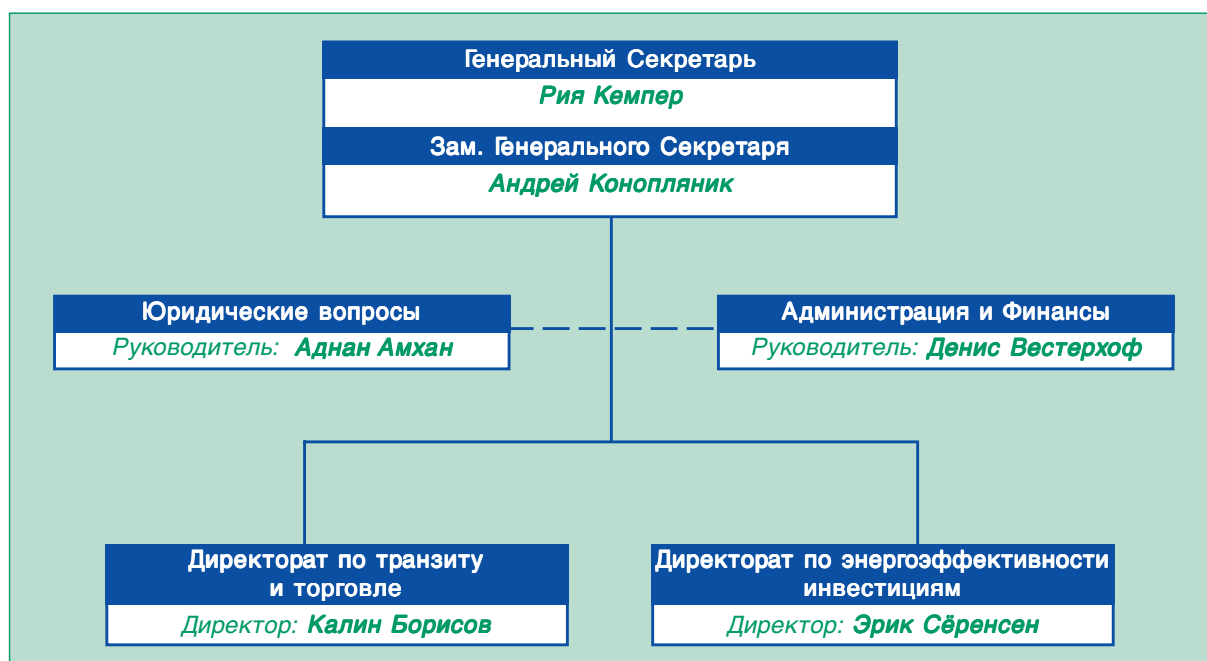 Генеральный Секретарь
Рия Кемпер
Зам. Генерального Секретаря
Андрей Конопляник
Юридические вопросы
Руководитель: Аднан Амхан
Администрация и Финансы
Руководитель: Денис Вестерхоф
Директорат по транзиту
и торговле
Директор: Калин Борисов
Директорат по энергоэффективности
инвестициям
Директор: Эрик Сёренсен